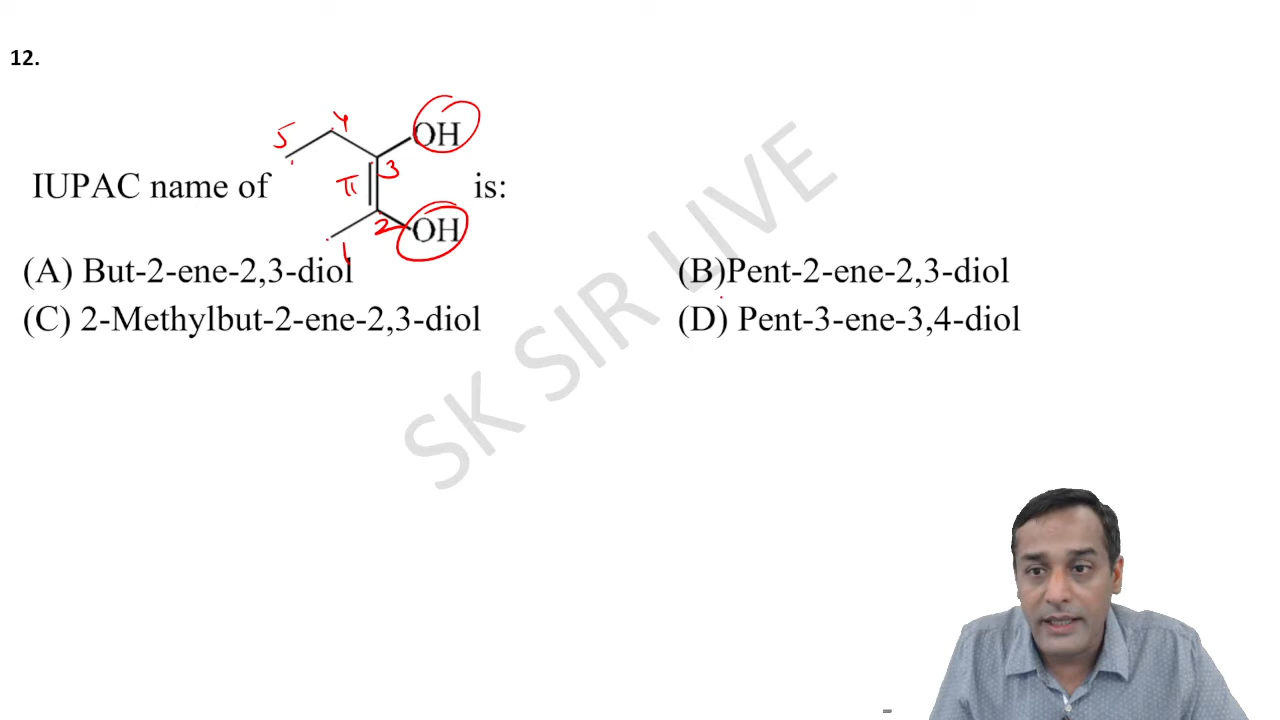 12.
5 4 OH
3
IUPAC name of π is:
2 OH
1
(A) But-2-ene-2,3-diol (B)Pent-2-ene-2,3-diol
(C) 2-Methylbut-2-ene-2,3-diol (D) Pent-3-ene-3,4-diol
SK SIR LIVE